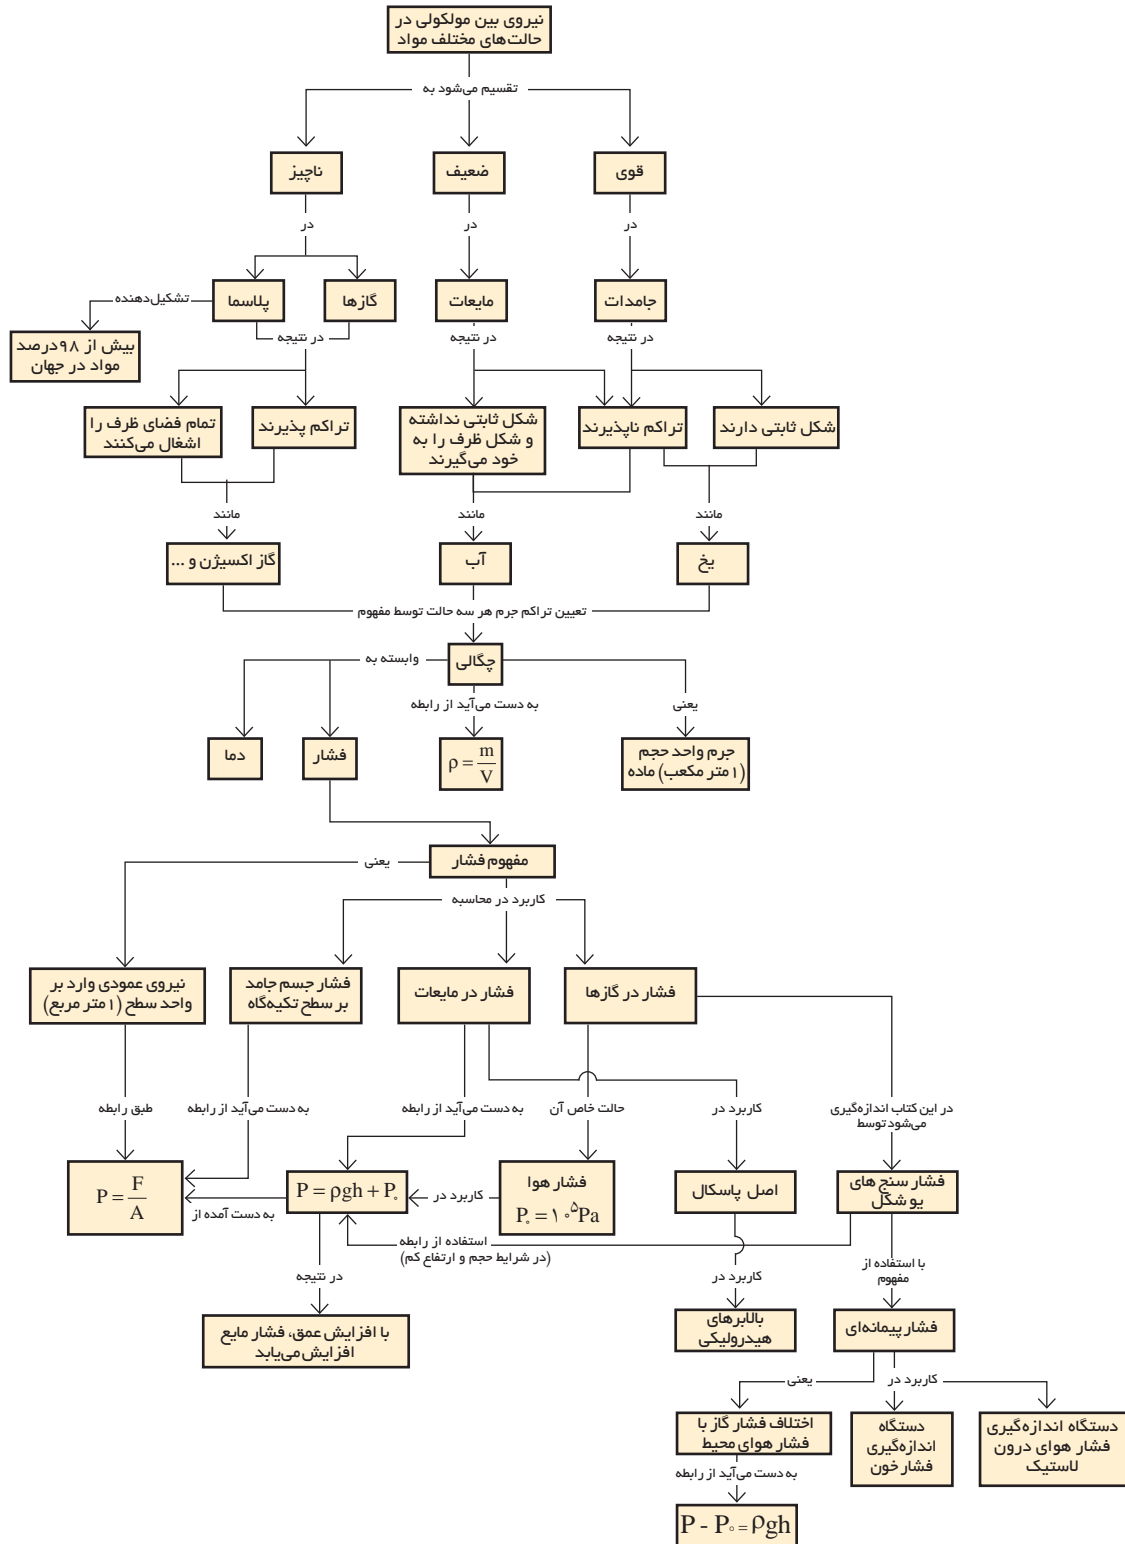 نیروی بین مولکولی در
حالت‌های مختلف مواد
تقسیم می‌شود به
قوی
ضعیف
ناچیز
در
در
در
جامدات
مایعات
گازها
پلاسما
تشکیل‌دهنده
بیش از ۹۸درصد
مواد در جهان
در نتیجه
در نتیجه
در نتیجه
شکل ثابتی دارند
تراکم ناپذیرند
شکل ثابتی نداشته
و شکل ظرف را به
خود می‌گیرند
تراکم پذیرند
تمام فضای ظرف را
اشغال می‌کنند
مانند
مانند
مانند
یخ
آب
گاز اکسیژن و ...
تعیین تراکم جرم هر سه حالت توسط مفهوم
چگالی
وابسته به
به دست می‌آید از رابطه
یعنی
جرم واحد حجم
(۱متر مکعب) ماده
ρ = m/V
فشار
دما
مفهوم فشار
یعنی
کاربرد در محاسبه
فشار در گازها
فشار در مایعات
فشار جسم جامد
بر سطح تکیه‌گاه
نیروی عمودی وارد بر
واحد سطح (۱متر مربع)
در این کتاب اندازه‌گیری
می‌شود توسط
کاربرد در
حالت خاص آن
به دست می‌آید از رابطه
به دست می‌آید از رابطه
طبق رابطه
فشار سنج های
یو شکل
اصل پاسکال
فشار هوا
P₀ = ۱۰⁵Pa
کاربرد در
P = ρgh + P₀
به دست آمده از
P = F/A
استفاده از رابطه
(در شرایط حجم و ارتفاع کم)
با استفاده از
مفهوم
کاربرد در
در نتیجه
فشار پیمانه‌ای
بالابرهای
هیدرولیکی
با افزایش عمق، فشار مایع
افزایش می‌یابد
کاربرد در
یعنی
دستگاه اندازه‌گیری
فشار هوای درون
لاستیک
دستگاه
اندازه‌گیری
فشار خون
اختلاف فشار گاز با
فشار هوای محیط
به دست می‌آید از رابطه
P - P₀ = ρgh